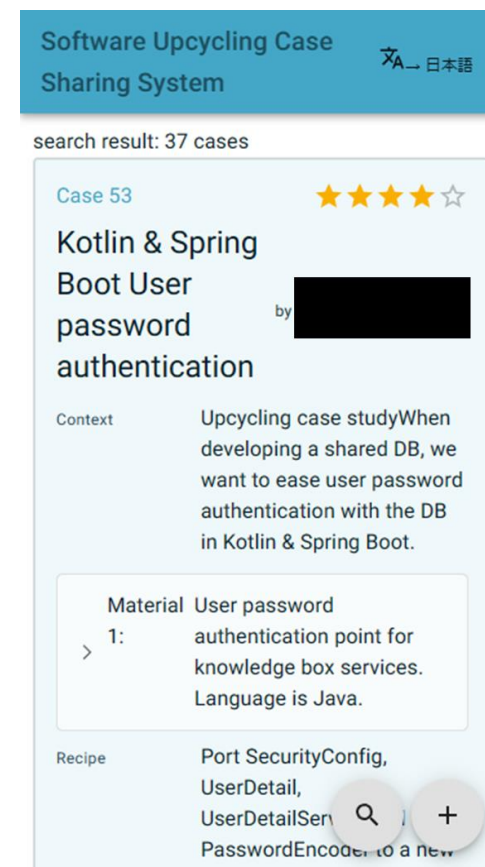 Software Upcycling Case
Sharing System
文A→ 日本語
search result: 37 cases
Case 53
Kotlin & Spring
Boot User
password
authentication
by
Context
Upcycling case studyWhen
developing a shared DB, we
want to ease user password
authentication with the DB
in Kotlin & Spring Boot.
Material
1:
User password
authentication point for
knowledge box services.
Language is Java.
Recipe
Port SecurityConfig,
UserDetail,
PasswordEncoder to a new